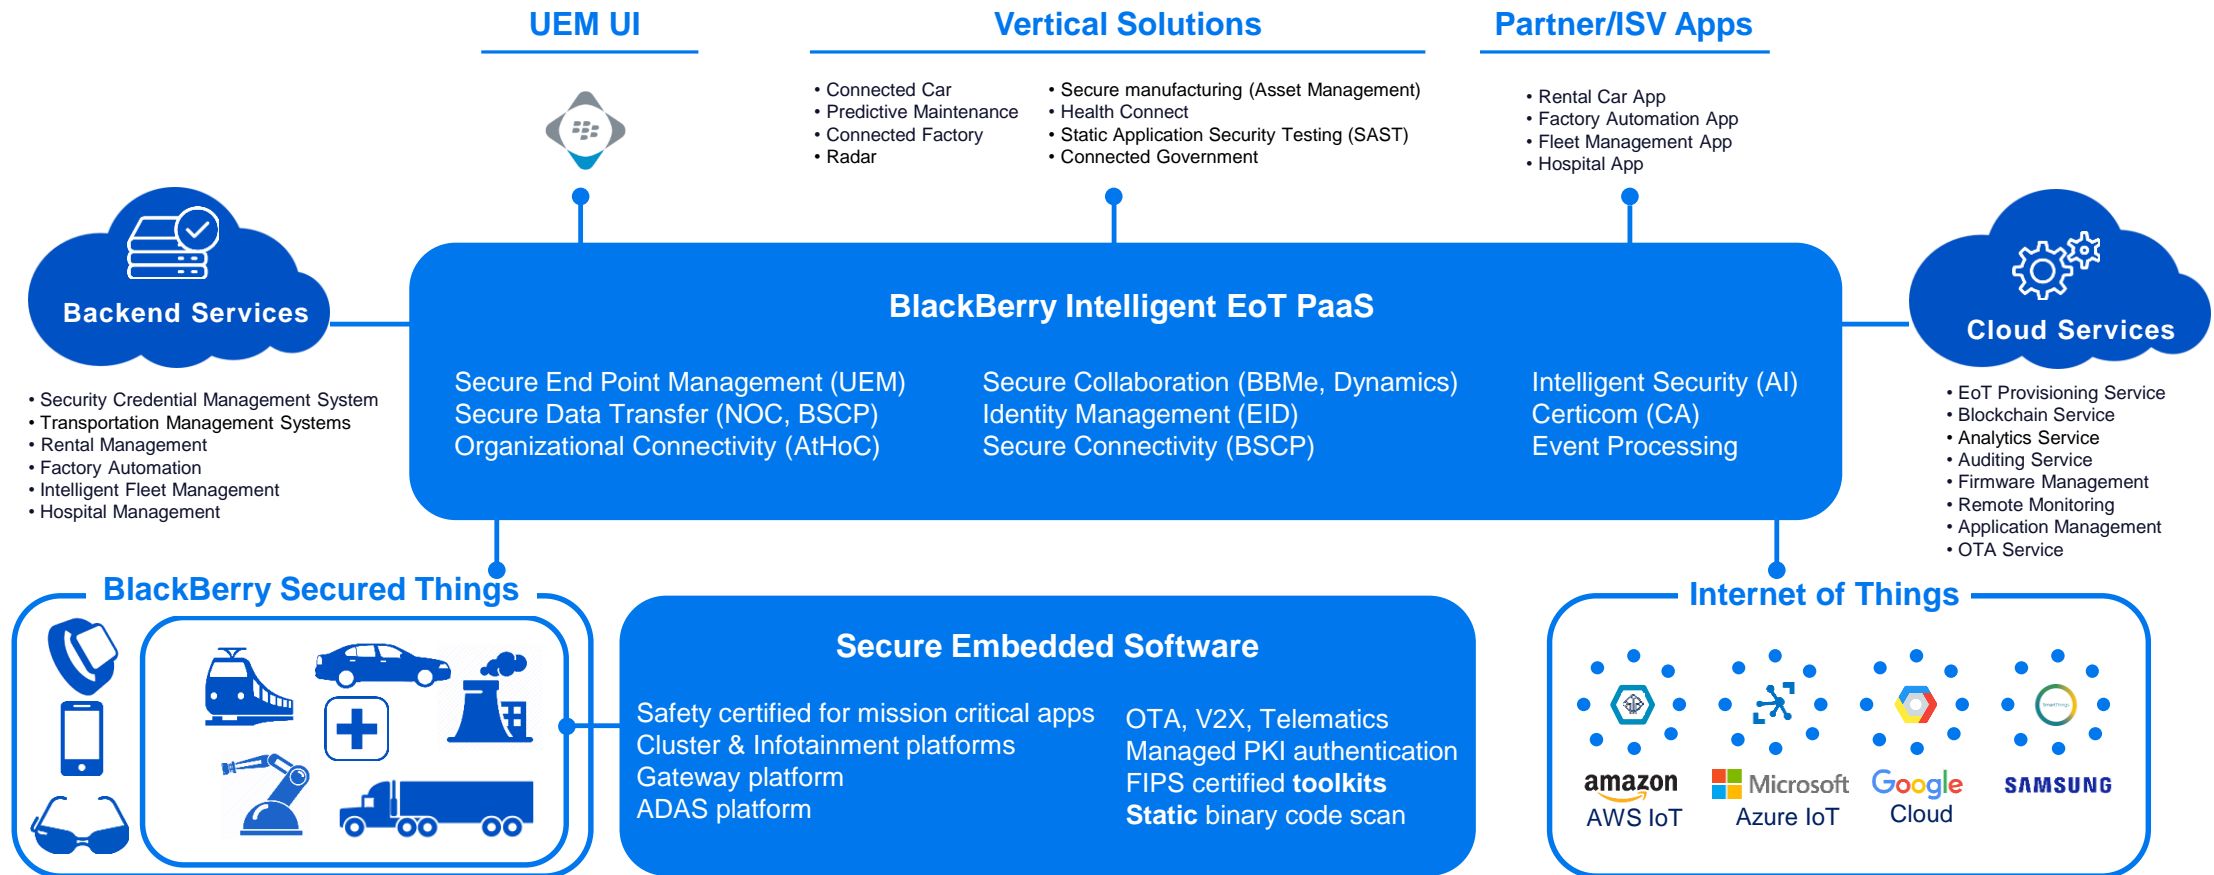 UEM UI
Vertical Solutions
Partner/ISV Apps
• Connected Car
• Predictive Maintenance
• Connected Factory
• Radar
• Secure manufacturing (Asset Management)
• Health Connect
• Static Application Security Testing (SAST)
• Connected Government
• Rental Car App
• Factory Automation App
• Fleet Management App
• Hospital App
Backend Services
• Security Credential Management System
• Transportation Management Systems
• Rental Management
• Factory Automation
• Intelligent Fleet Management
• Hospital Management
BlackBerry Intelligent EoT PaaS
Secure End Point Management (UEM)
Secure Data Transfer (NOC, BSCP)
Organizational Connectivity (AtHoC)
Secure Collaboration (BBMe, Dynamics)
Identity Management (EID)
Secure Connectivity (BSCP)
Intelligent Security (AI)
Certicom (CA)
Event Processing
Cloud Services
• EoT Provisioning Service
• Blockchain Service
• Analytics Service
• Auditing Service
• Firmware Management
• Remote Monitoring
• Application Management
• OTA Service
BlackBerry Secured Things
Secure Embedded Software
Safety certified for mission critical apps
Cluster & Infotainment platforms
Gateway platform
ADAS platform
OTA, V2X, Telematics
Managed PKI authentication
FIPS certified toolkits
Static binary code scan
Internet of Things
SmartThings
amazon
AWS IoT
Microsoft
Azure IoT
Google
Cloud
SAMSUNG